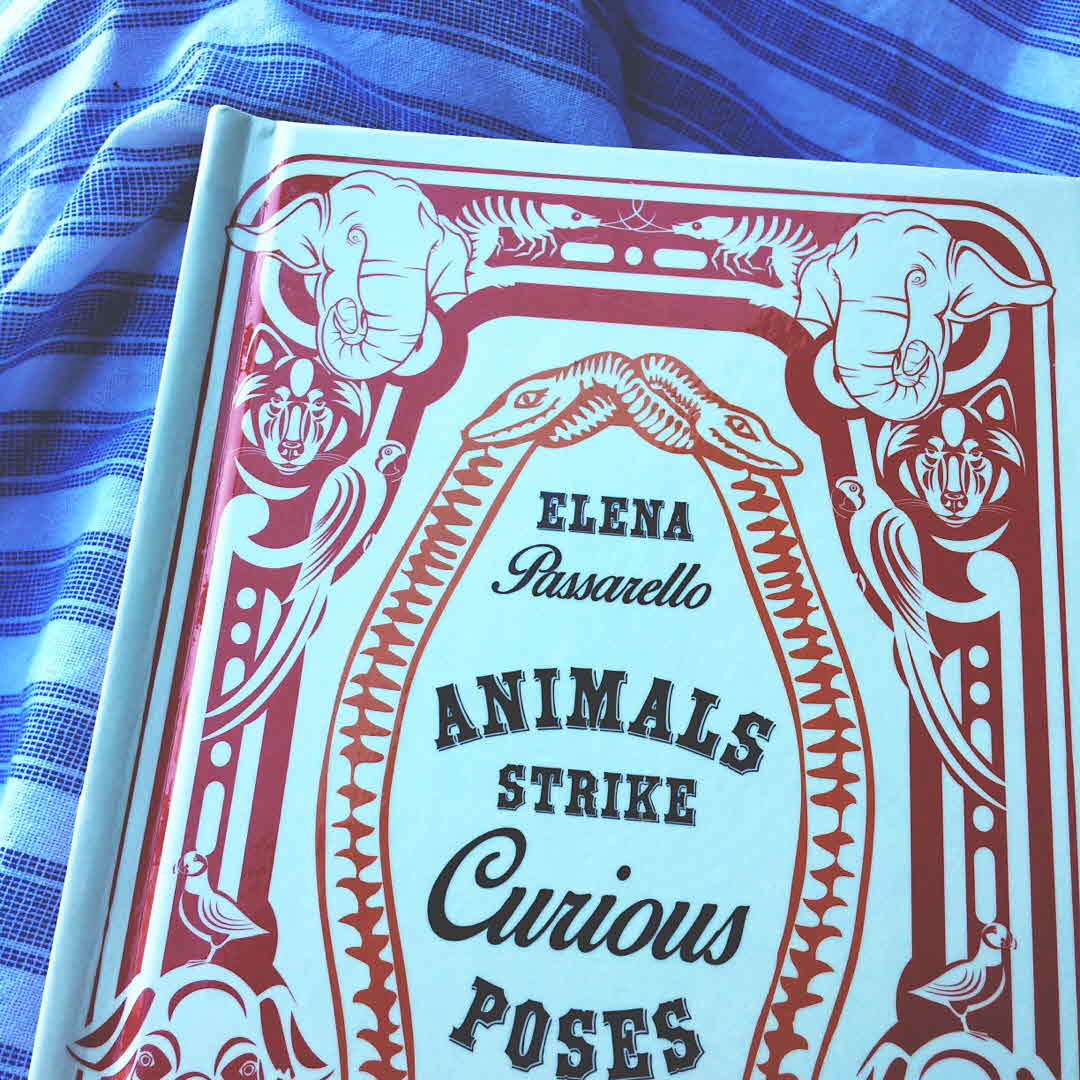 ELENA
Passarello
ANIMALS
STRIKE
Curious
POSES